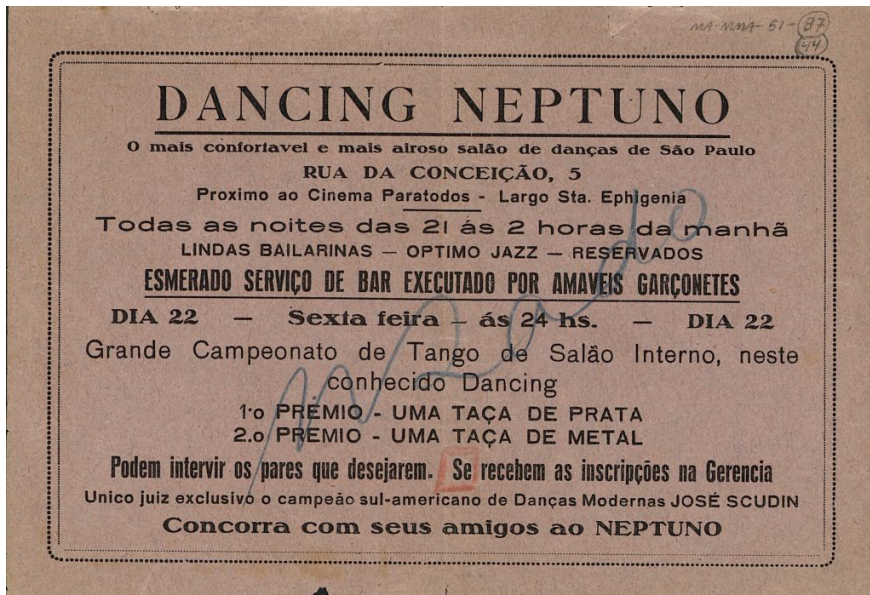 MA-MMA-51-87
44
DANCING NEPTUNO
O mais confortavel e mais airoso salão de danças de São Paulo
RUA DA CONCEIÇÃO, 5
Proximo ao Cinema Paratodos - Largo Sta. Ephigenia
Todas as noites das 21 ás 2 horas da manhã
LINDAS BAILARINAS — OPTIMO JAZZ — RESERVADOS
ESMERADO SERVIÇO DE BAR EXECUTADO POR AMAVEIS GARÇONETES
DIA 22 — Sexta feira - ás 24 hs. — DIA 22
Grande Campeonato de Tango de Salão Interno, neste
conhecido Dancing
1.o PREMIO - UMA TAÇA DE PRATA
2.o PREMIO - UMA TAÇA DE METAL
Podem intervir os pares que desejarem. Se recebem as inscripções na Gerencia
Unico juiz exclusivo o campeão sul-americano de Danças Modernas JOSÉ SCUDIN
Concorra com seus amigos ao NEPTUNO